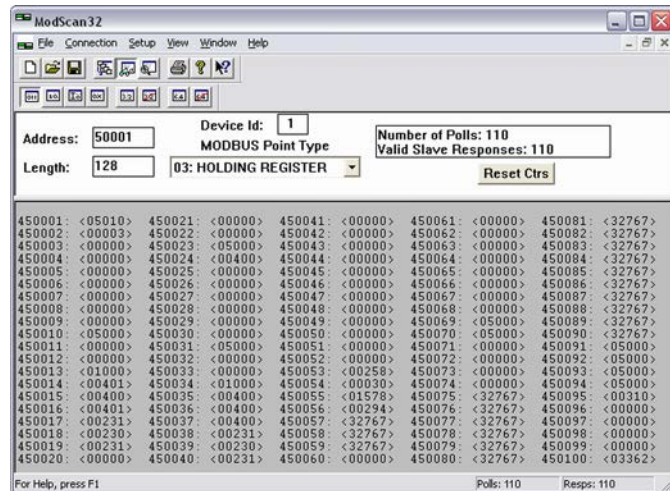 ModScan32
File Connection Setup View Window Help
Address: 50001
Device Id: 1
MODBUS Point Type
Number of Polls: 110
Valid Slave Responses: 110
Length: 128
03: HOLDING REGISTER
Reset Ctrs
450001: <05010> 450021: <00000> 450041: <00000> 450061: <00000> 450081: <32767>
450002: <00003> 450022: <00000> 450042: <00000> 450062: <00000> 450082: <32767>
450003: <00000> 450023: <05000> 450043: <00000> 450063: <00000> 450083: <32767>
450004: <00000> 450024: <00400> 450044: <00000> 450064: <00000> 450084: <32767>
450005: <00000> 450025: <00000> 450045: <00000> 450065: <00000> 450085: <32767>
450006: <00000> 450026: <00000> 450046: <00000> 450066: <00000> 450086: <32767>
450007: <00000> 450027: <00000> 450047: <00000> 450067: <00000> 450087: <32767>
450008: <00000> 450028: <00000> 450048: <00000> 450068: <00000> 450088: <32767>
450009: <00000> 450029: <00000> 450049: <00000> 450069: <05000> 450089: <32767>
450010: <05000> 450030: <00000> 450050: <00000> 450070: <05000> 450090: <32767>
450011: <00000> 450031: <05000> 450051: <00000> 450071: <00000> 450091: <05000>
450012: <00000> 450032: <00000> 450052: <00000> 450072: <00000> 450092: <05000>
450013: <01000> 450033: <00000> 450053: <00258> 450073: <00000> 450093: <05000>
450014: <00401> 450034: <01000> 450054: <00030> 450074: <00000> 450094: <05000>
450015: <00400> 450035: <00400> 450055: <01578> 450075: <32767> 450095: <00310>
450016: <00401> 450036: <00400> 450056: <00294> 450076: <32767> 450096: <00000>
450017: <00231> 450037: <00400> 450057: <32767> 450077: <32767> 450097: <00000>
450018: <00230> 450038: <00231> 450058: <32767> 450078: <32767> 450098: <00000>
450019: <00231> 450039: <00230> 450059: <32767> 450079: <32767> 450099: <00000>
450020: <00000> 450040: <00231> 450060: <00000> 450080: <32767> 450100: <03362>
For Help, press F1
Polls: 110
Resps: 110